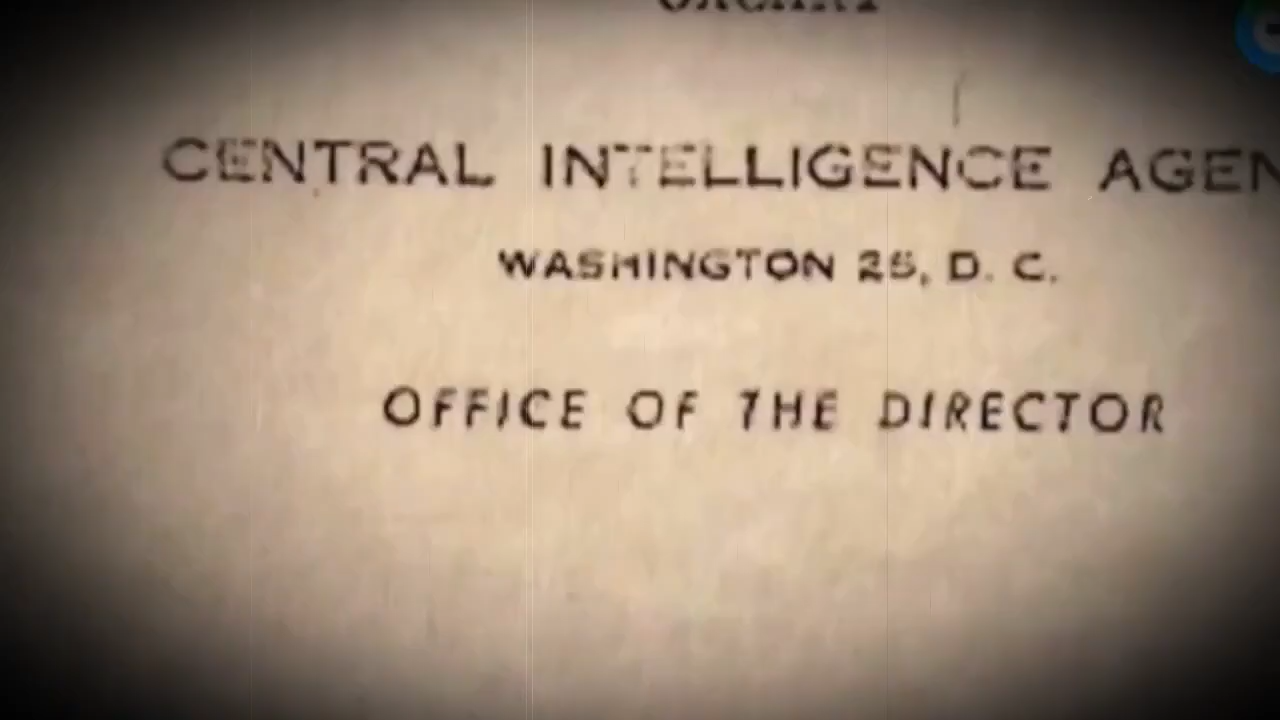 CENTRAL INTELLIGENCE AGEN
WASHINGTON 25, D. C.
OFFICE OF THE DIRECTOR